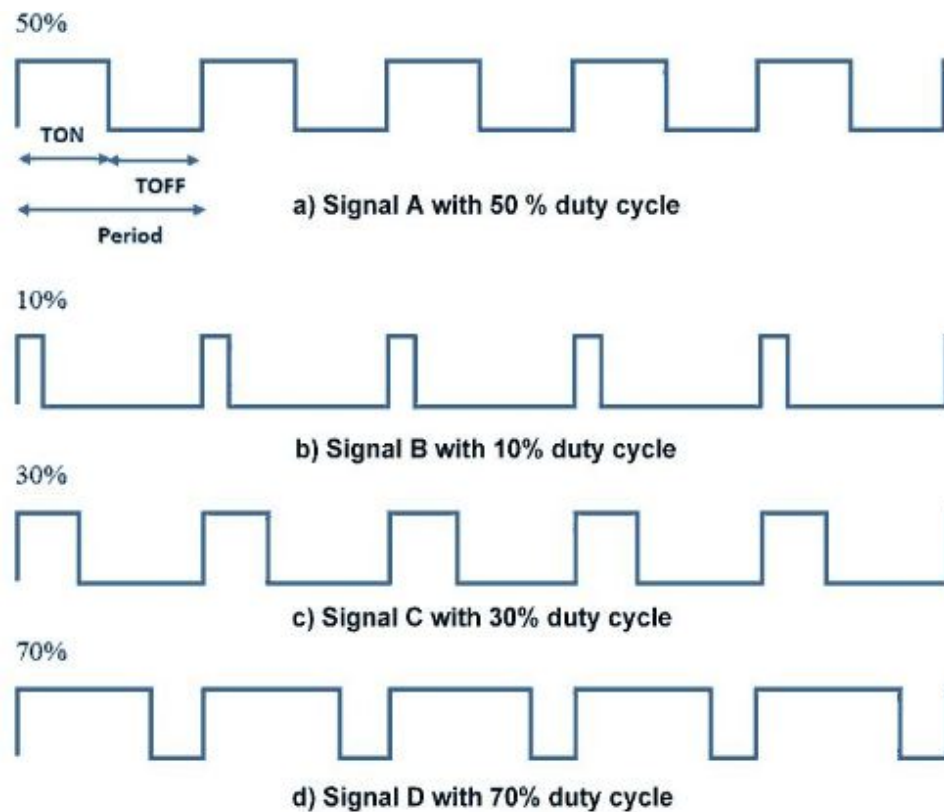 50%
TON
TOFF
Period
a) Signal A with 50 % duty cycle
10%
b) Signal B with 10% duty cycle
30%
c) Signal C with 30% duty cycle
70%
d) Signal D with 70% duty cycle